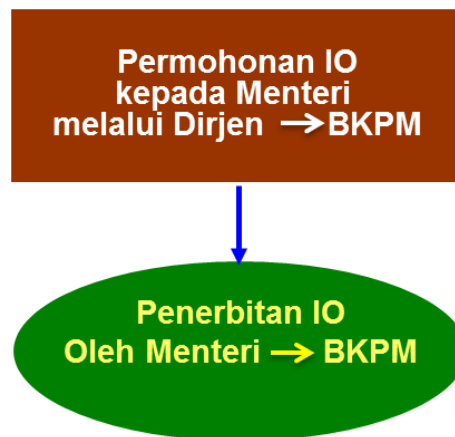 Permohonan IO
kepada Menteri
melalui Dirjen → BKPM
Penerbitan IO
Oleh Menteri → BKPM